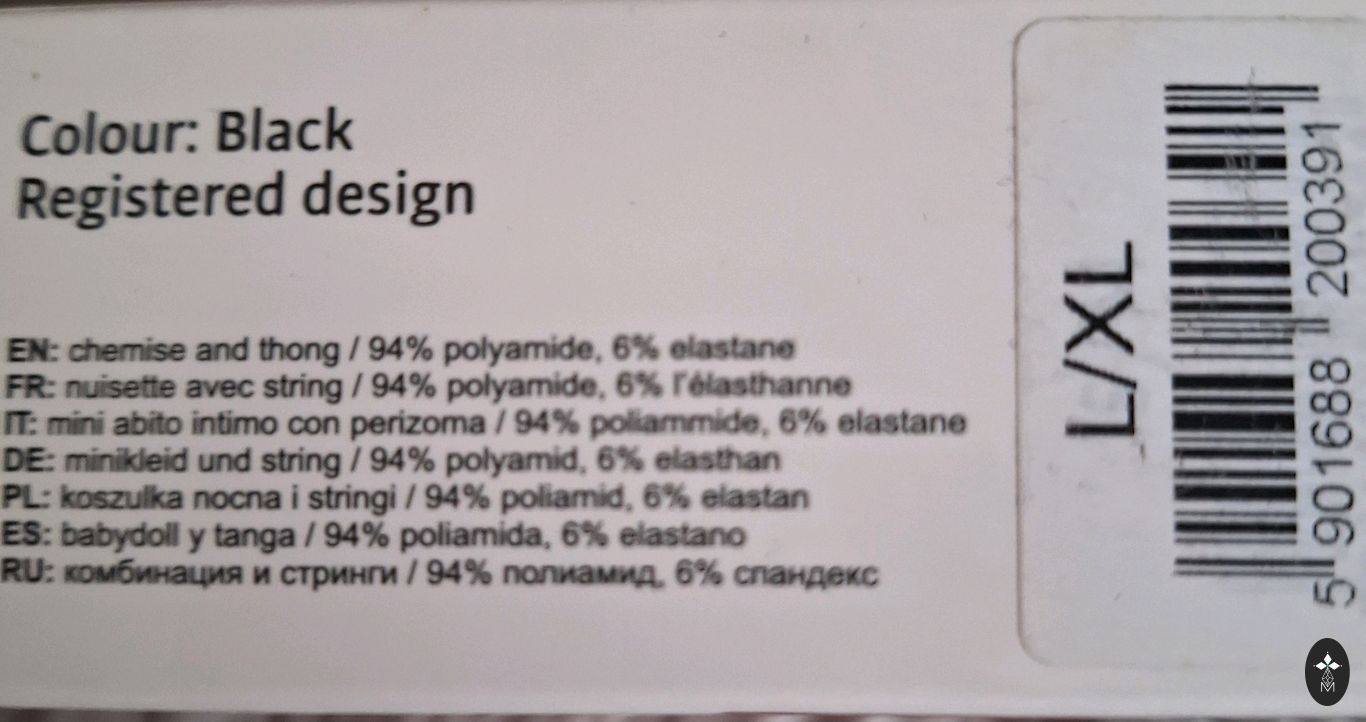 Colour: Black
Registered design
EN: chemise and thong / 94% polyamide, 6% elastane
FR: nuisette avec string / 94% polyamide, 6% l'élasthanne
IT: mini abito intimo con perizoma / 94% poliammide, 6% elastane
DE: minikleid und string / 94% polyamid, 6% elasthan
PL: koszulka nocna i stringi / 94% poliamid, 6% elastan
ES: babydoll y tanga / 94% poliamida, 6% elastano
RU: комбинация и стринги / 94% полиамид, 6% спандекс
L/XL
5 901688 200391
M